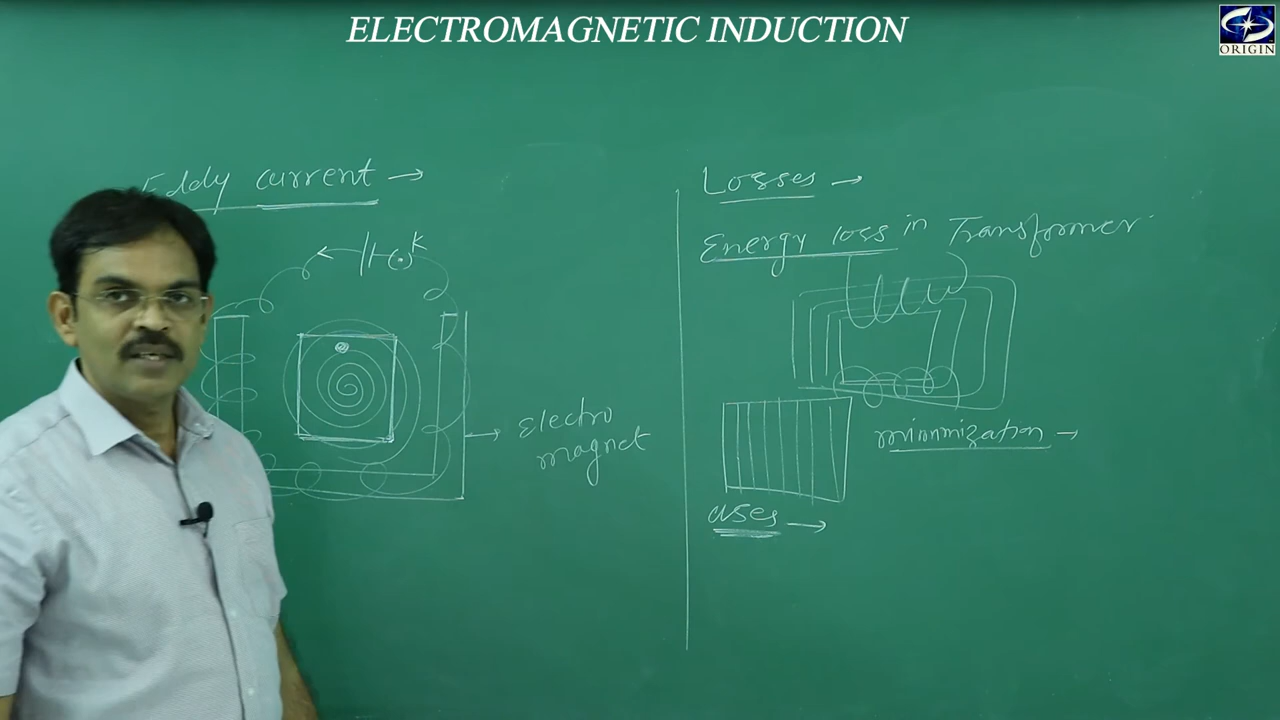 ELECTROMAGNETIC INDUCTION
ORIGIN
Eddy current →
K
Electro
magnet
Losses →
Energy loss in Transformer
minimization →
uses →